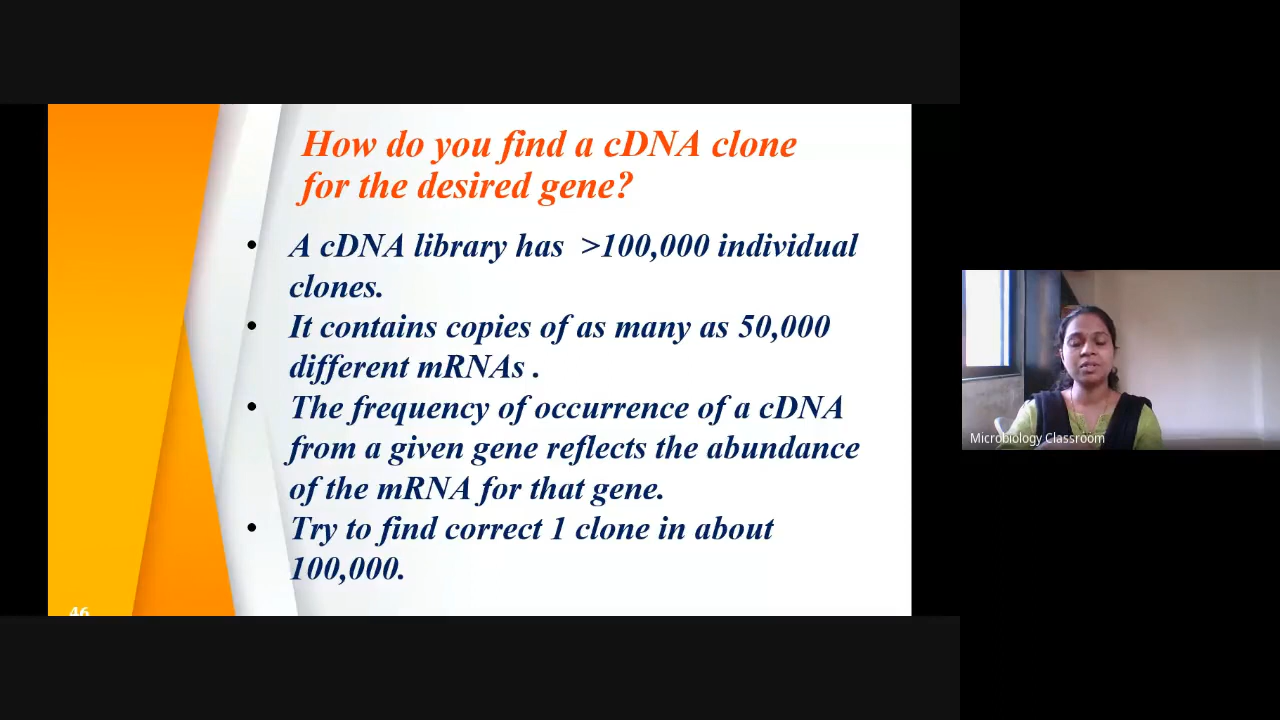 How do you find a cDNA clone
for the desired gene?
• A cDNA library has >100,000 individual
clones.
• It contains copies of as many as 50,000
different mRNAs .
• The frequency of occurrence of a cDNA
from a given gene reflects the abundance
of the mRNA for that gene.
• Try to find correct 1 clone in about
100,000.
46
Microbiology Classroom